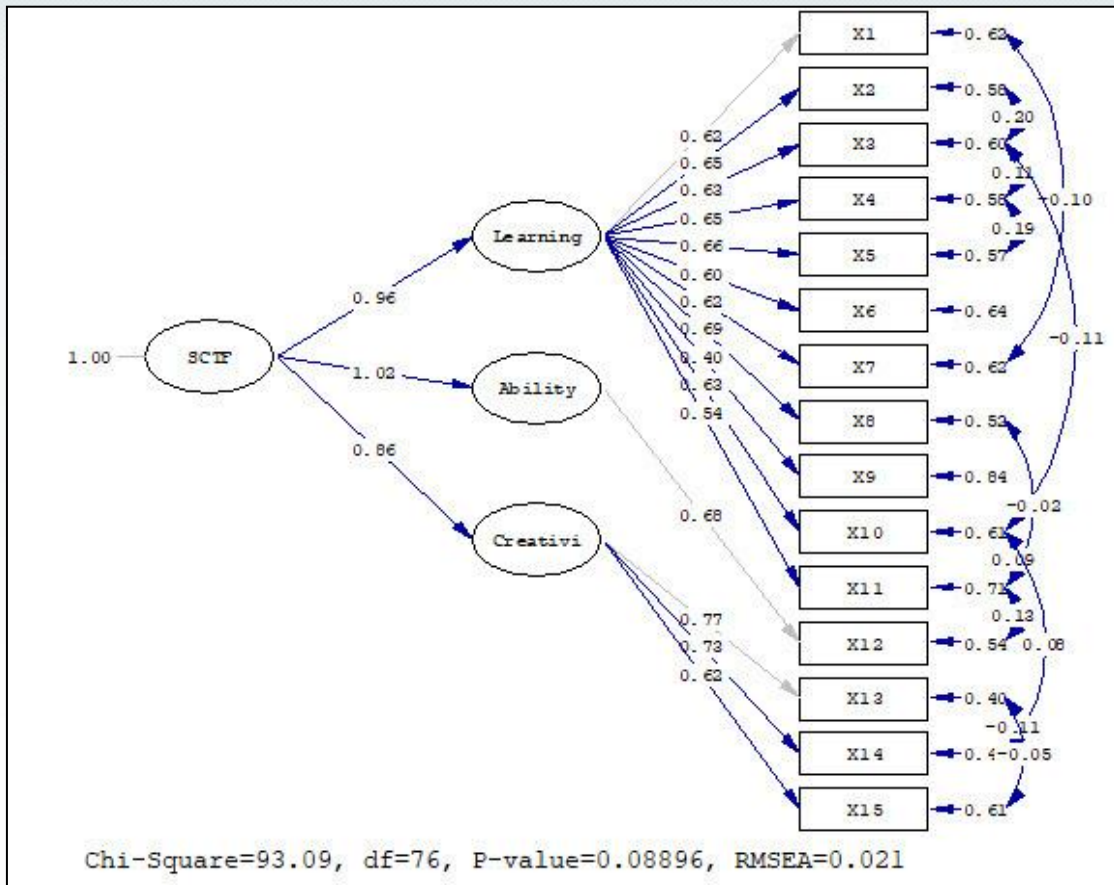 X1 0.62
X2 0.58
0.20
X3 0.60
0.11
X4 0.58 -0.10
0.19
X5 0.57
X6 0.64
-0.11
X7 0.62
X8 0.52
X9 0.84
-0.02
X10 0.61
0.09
X11 0.71
0.13
X12 0.54 0.08
X13 0.40
-0.11
X14 -0.05
X15 0.61
0.62
0.65
0.63
0.65
0.66
0.60
0.62
0.69
0.40
0.63
0.54
Learning
0.96
1.00 SCTF
1.02 Ability
0.86
0.68
Creativi
0.77
0.73
0.62
Chi-Square=93.09, df=76, P-value=0.08896, RMSEA=0.021